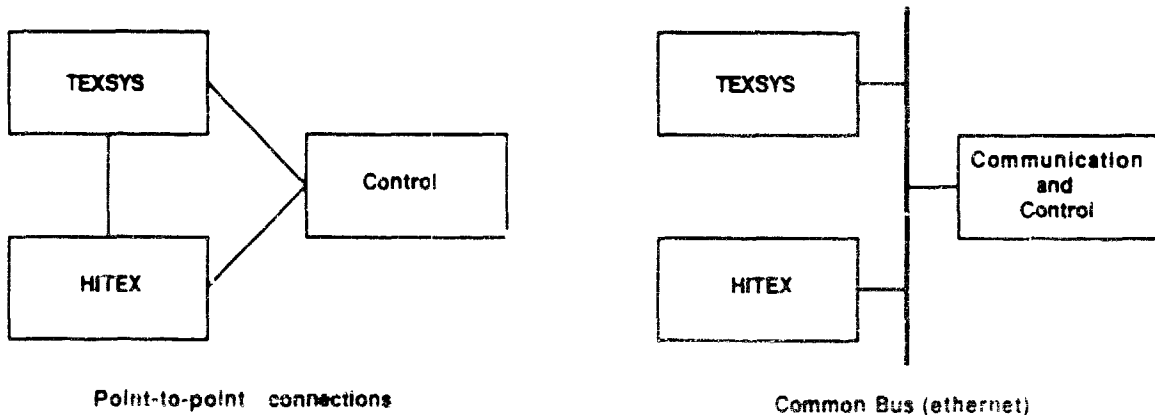 TEXSYS
Control
HITEX
Point-to-point connections
TEXSYS
Communication
and
Control
HITEX
Common Bus (ethernet)